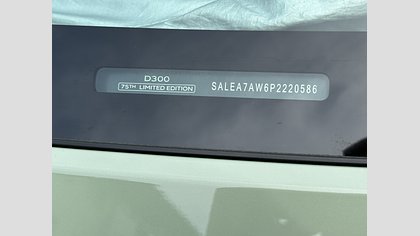 D300
75TH LIMITED EDITION
SALEA7AW6P2220586